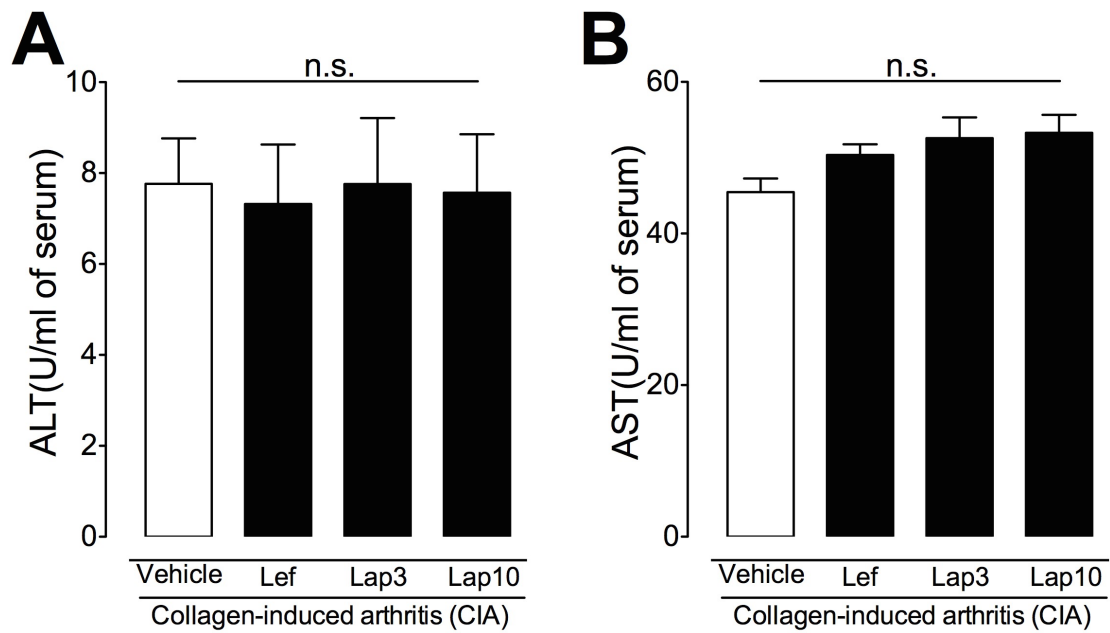 A
n.s.
10
8
6
4
2
0
ALT(U/ml of serum)
Vehicle Lef Lap3 Lap10
Collagen-induced arthritis (CIA)
B
n.s.
60
40
20
0
AST(U/ml of serum)
Vehicle Lef Lap3 Lap10
Collagen-induced arthritis (CIA)